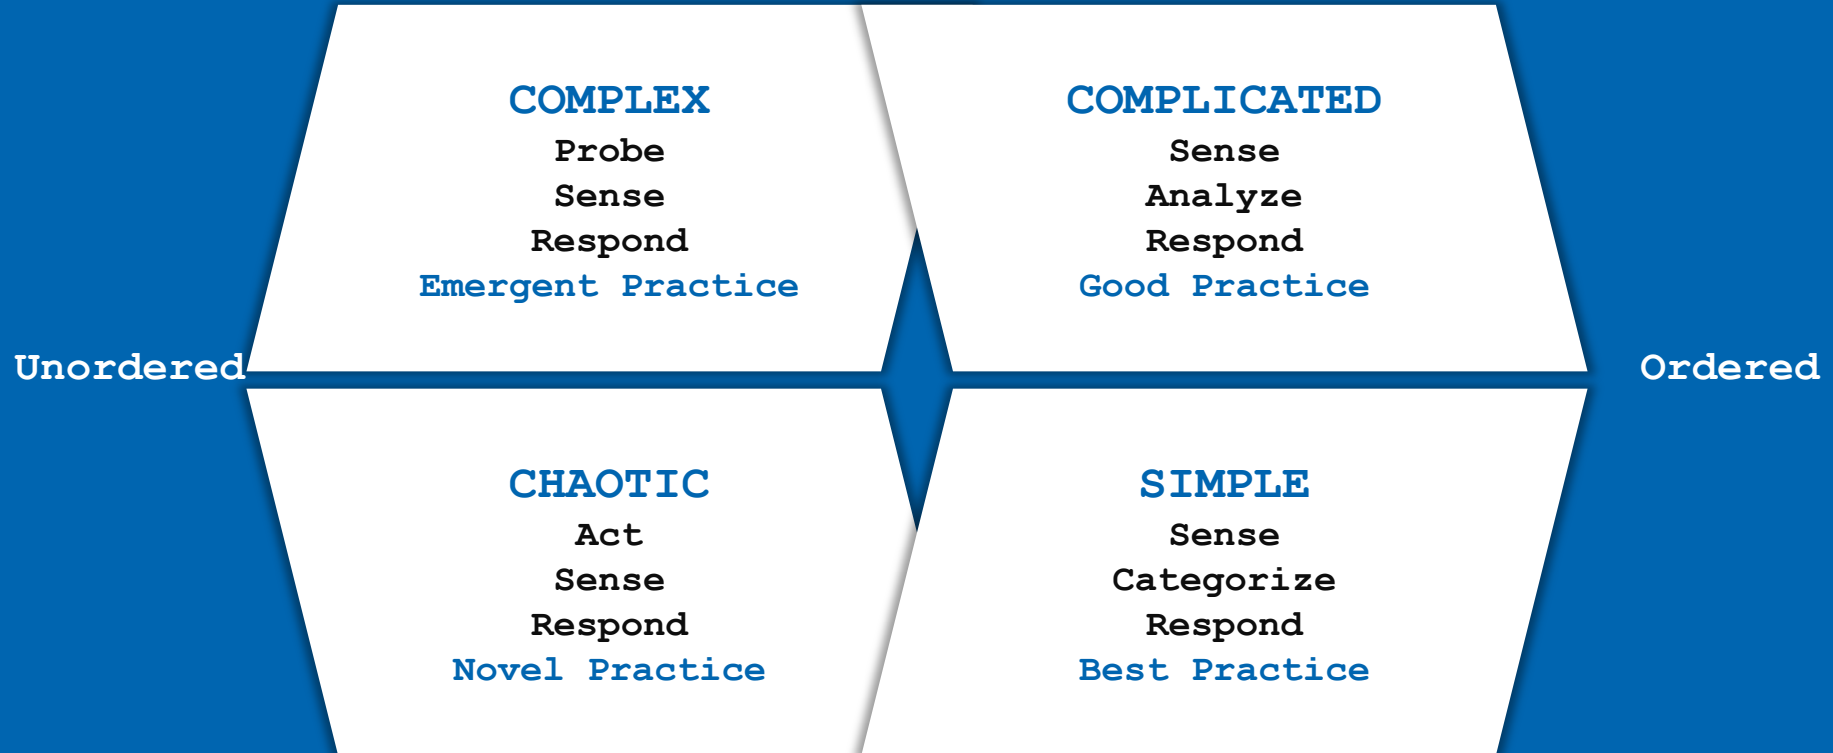 COMPLEX
Probe
Sense
Respond
Emergent Practice
COMPLICATED
Sense
Analyze
Respond
Good Practice
Unordered
Ordered
CHAOTIC
Act
Sense
Respond
Novel Practice
SIMPLE
Sense
Categorize
Respond
Best Practice